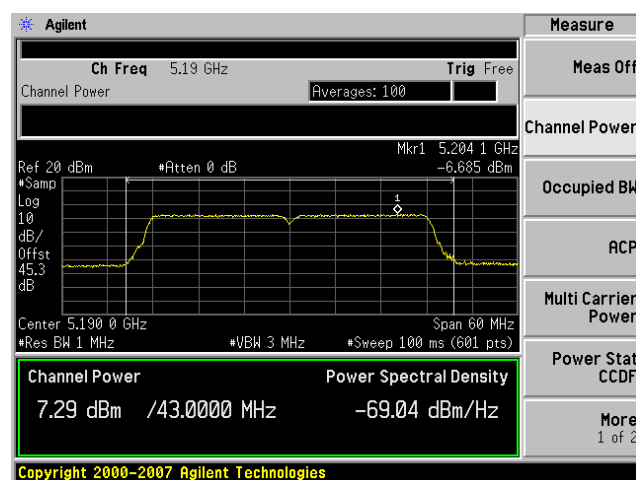 Agilent
Measure
Ch Freq 5.19 GHz Trig Free
Channel Power Averages: 100
Mkr1 5.204 1 GHz
Ref 20 dBm #Atten 0 dB -6.685 dBm
#Samp
Log
10
dB/
Offst
45.3
dB
1
Center 5.190 0 GHz Span 60 MHz
#Res BW 1 MHz #VBW 3 MHz #Sweep 100 ms (601 pts)
Channel Power Power Spectral Density
7.29 dBm /43.0000 MHz -69.04 dBm/Hz
Copyright 2000-2007 Agilent Technologies
Meas Off
Channel Power
Occupied BW
ACP
Multi Carrier
Power
Power Stat
CCDF
More
1 of 2